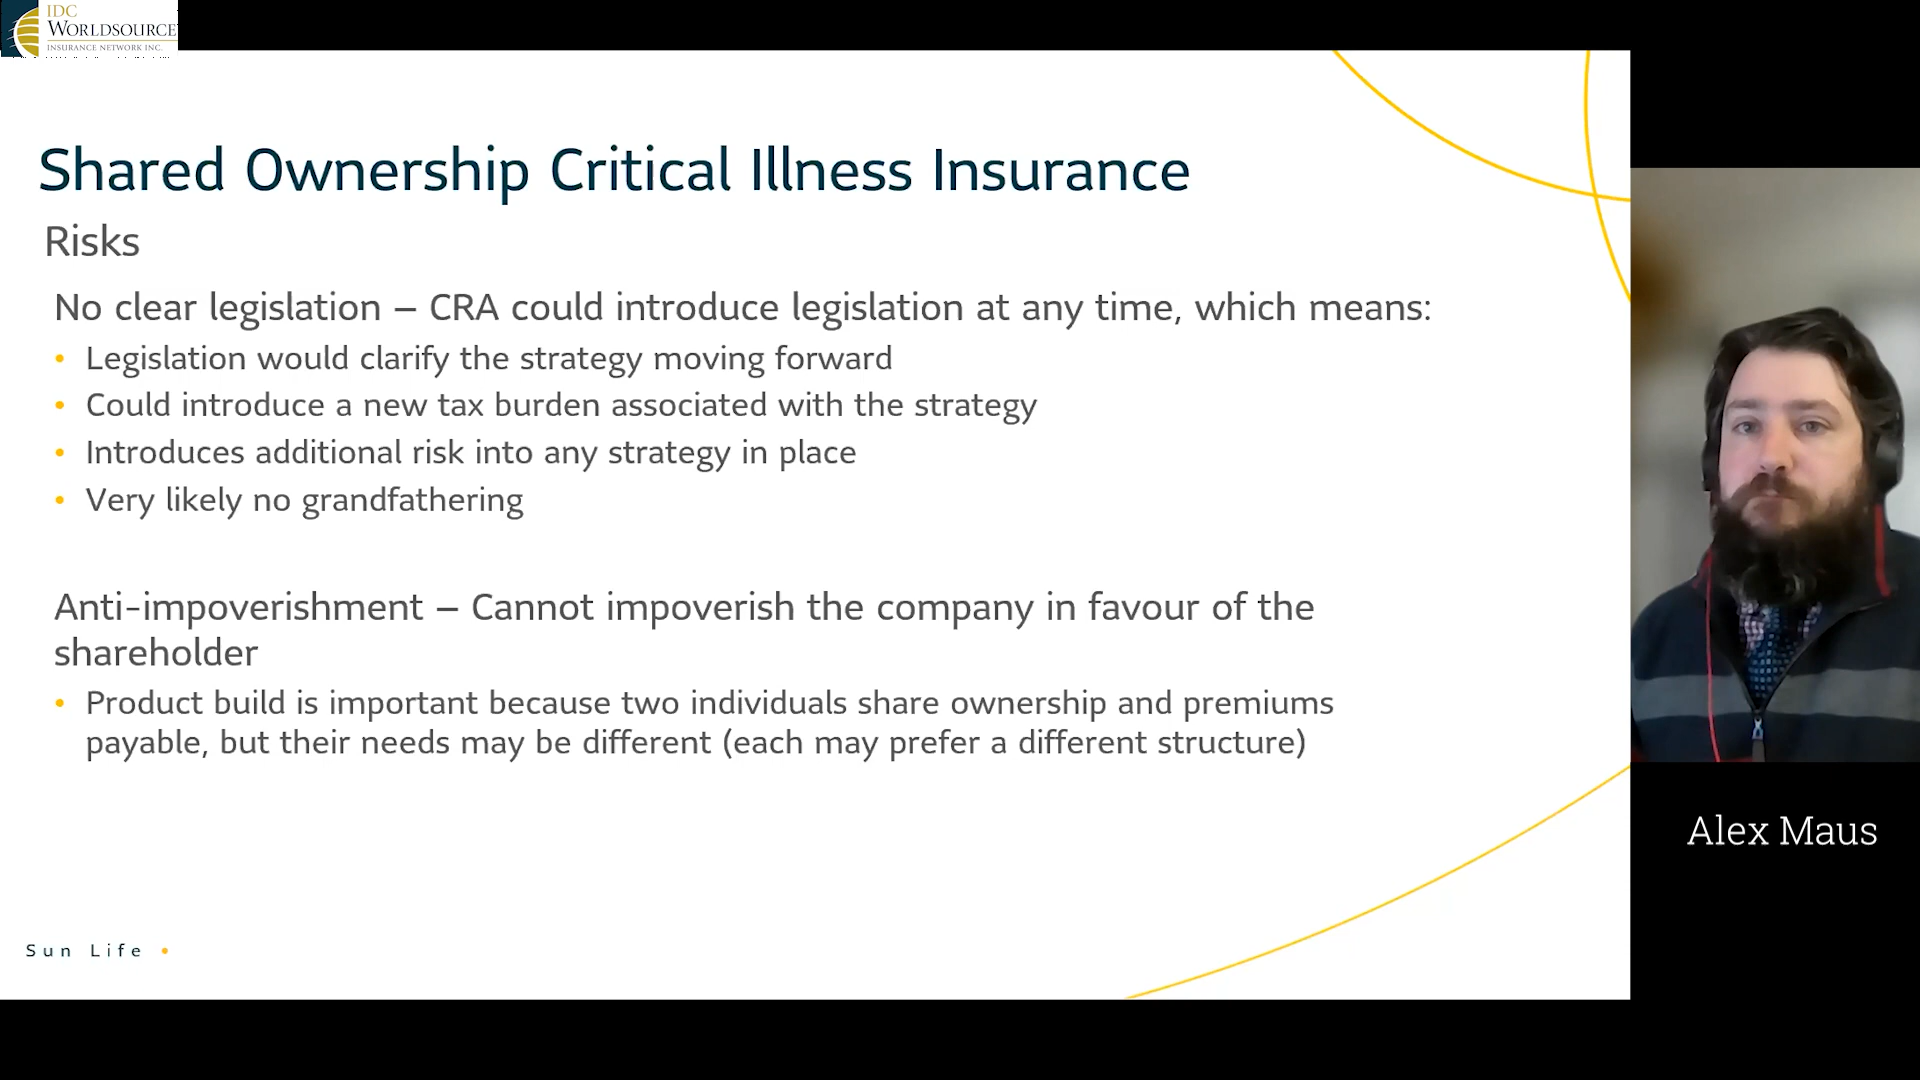 IDC
WORLDSOURCE
INSURANCE NETWORK INC.
Shared Ownership Critical Illness Insurance
Risks
No clear legislation – CRA could introduce legislation at any time, which means:
• Legislation would clarify the strategy moving forward
• Could introduce a new tax burden associated with the strategy
• Introduces additional risk into any strategy in place
• Very likely no grandfathering
Anti-impoverishment – Cannot impoverish the company in favour of the
shareholder
• Product build is important because two individuals share ownership and premiums
payable, but their needs may be different (each may prefer a different structure)
Alex Maus
Sun Life